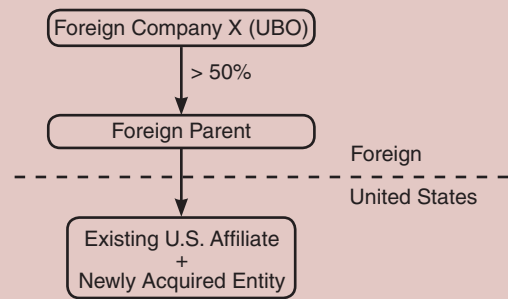 Foreign Company X (UBO)
> 50%
Foreign Parent
Foreign
United States
Existing U.S. Affiliate
+
Newly Acquired Entity